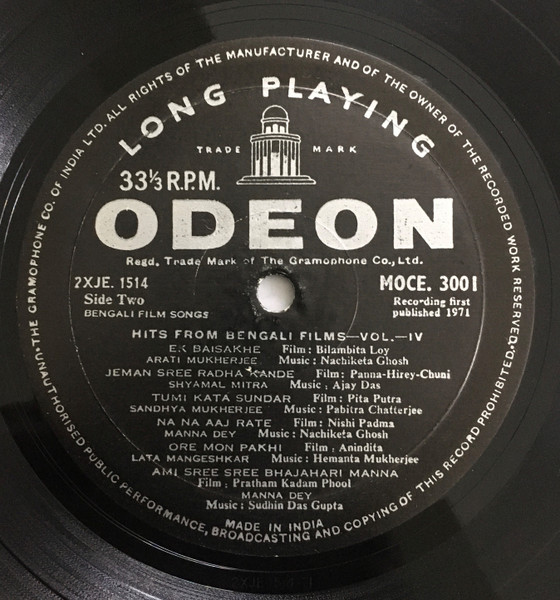 THE GRAMOPHONE CO. OF INDIA LTD. ALL RIGHTS OF THE MANUFACTURER AND OF THE OWNER OF THE RECORDED WORK RESERVED. UNAUTHORISED PUBLIC PERFORMANCE, BROADCASTING AND COPYING OF THIS RECORD PROHIBITED.
LONG PLAYING
TRADE MARK
33⅓ R.P.M.
ODEON
Regd. Trade Mark of The Gramophone Co., Ltd.
2XJE. 1514 MOCE. 3001
Side Two Recording first
BENGALI FILM SONGS published 1971
HITS FROM BENGALI FILMS—VOL.—IV
EK BAISAKHE Film : Bilambita Loy
ARATI MUKHERJEE Music : Nachiketa Ghosh
JEMAN SREE RADHA KANDE Film : Panna-Hirey-Chuni
SHYAMAL MITRA Music : Ajay Das
TUMI KATA SUNDAR Film : Pita Putra
SANDHYA MUKHERJEE Music : Pabitra Chatterjee
NA NA AAJ RATE Film : Nishi Padma
MANNA DEY Music : Nachiketa Ghosh
ORE MON PAKHI Film : Anindita
LATA MANGESHKAR Music : Hemanta Mukherjee
AMI SREE SREE BHAJAHARI MANNA
Film : Pratham Kadam Phool
MANNA DEY
Music : Sudhin Das Gupta
MADE IN INDIA